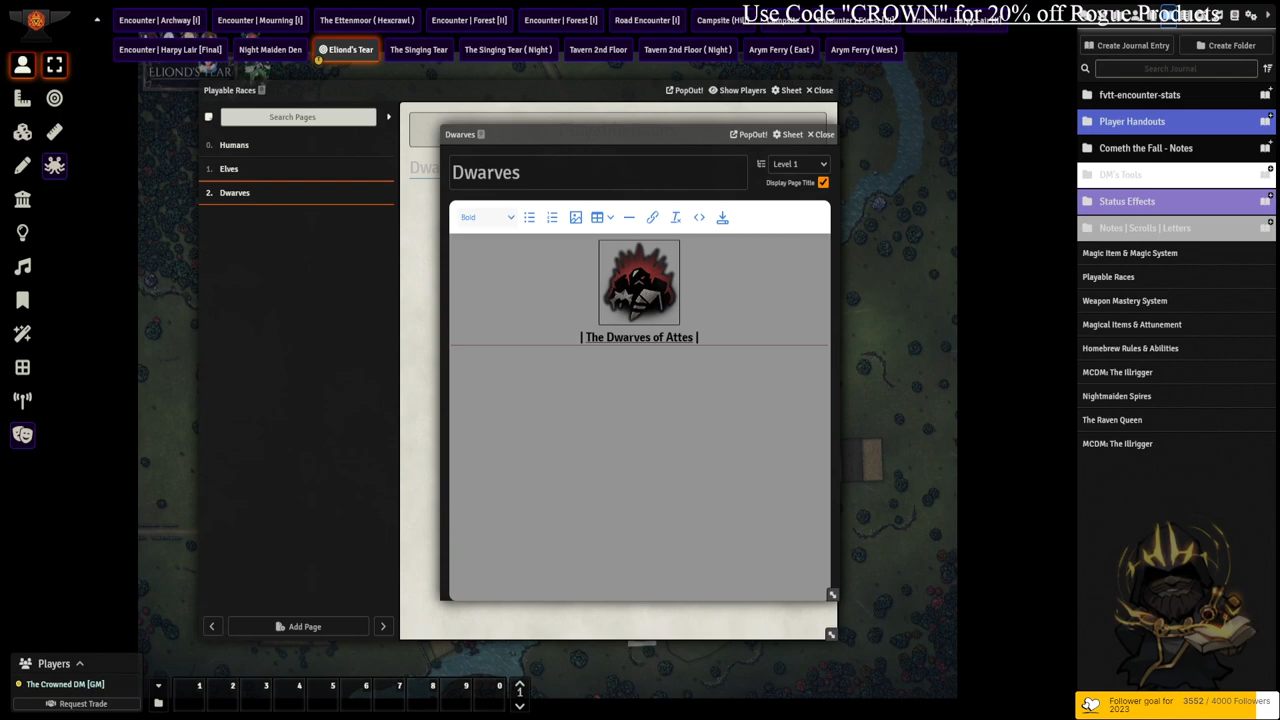 Use Code "CROWN" for 20% off Rogue Products
Encounter | Archway [I]
Encounter | Mourning [I]
The Ettenmoor ( Hexcrawl )
Encounter | Forest [II]
Encounter | Forest [I]
Road Encounter [I]
Encounter | Harpy Lair [Final]
Night Maiden Den
Eliond's Tear
The Singing Tear
The Singing Tear ( Night )
Tavern 2nd Floor
Tavern 2nd Floor ( Night )
Arym Ferry ( East )
Arym Ferry ( West )
ELIOND'S TEAR
Playable Races
PopOut!
Show Players
Sheet
Close
Search Pages
0. Humans
1. Elves
2. Dwarves
Add Page
Dwarves
PopOut!
Sheet
Close
Dwarves
Level 1
Display Page Title
Bold
| The Dwarves of Attes |
Create Journal Entry
Create Folder
Search Journal
fvtt-encounter-stats
Player Handouts
Cometh the Fall - Notes
DM's Tools
Status Effects
Notes | Scrolls | Letters
Magic Item & Magic System
Playable Races
Weapon Mastery System
Magical Items & Attunement
Homebrew Rules & Abilities
MCDM: The Illrigger
Nightmaiden Spires
The Raven Queen
MCDM: The Illrigger
Players
The Crowned DM [GM]
Request Trade
1 2 3 4 5 6 7 8 9 0
1
Follower goal for 2023
3552 / 4000 Followers